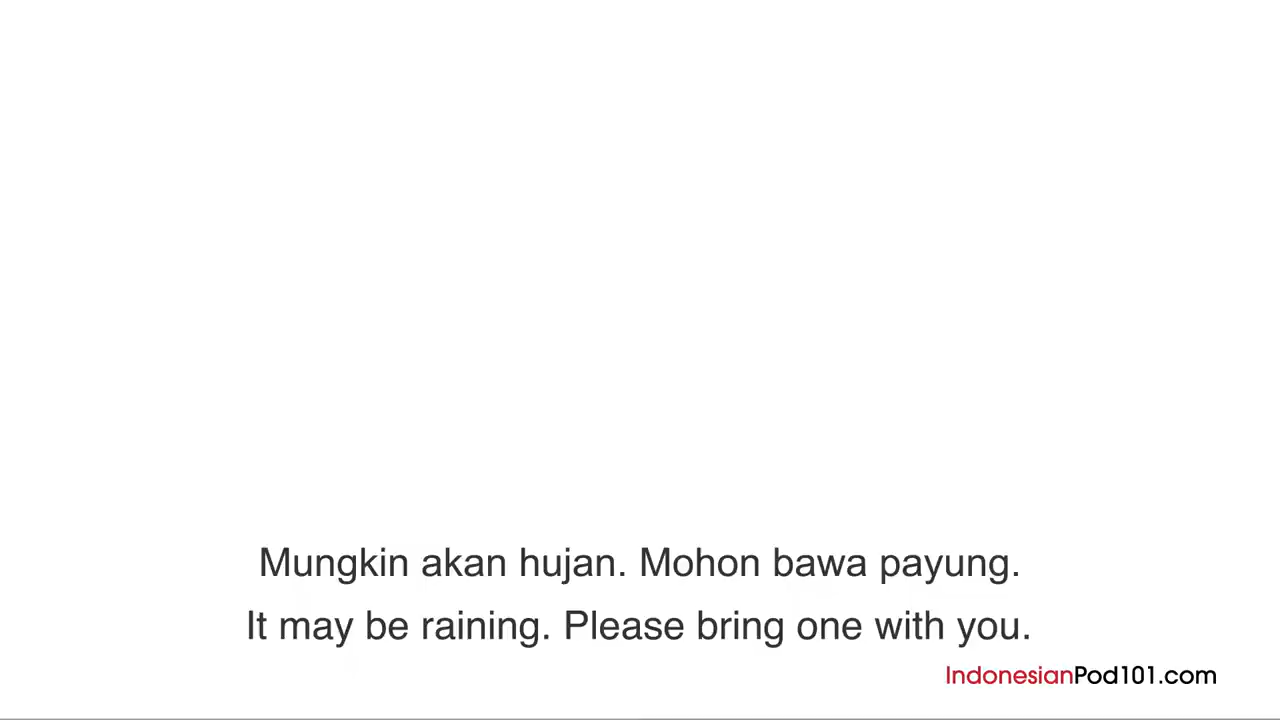 Mungkin akan hujan. Mohon bawa payung.
It may be raining. Please bring one with you.
IndonesianPod101.com